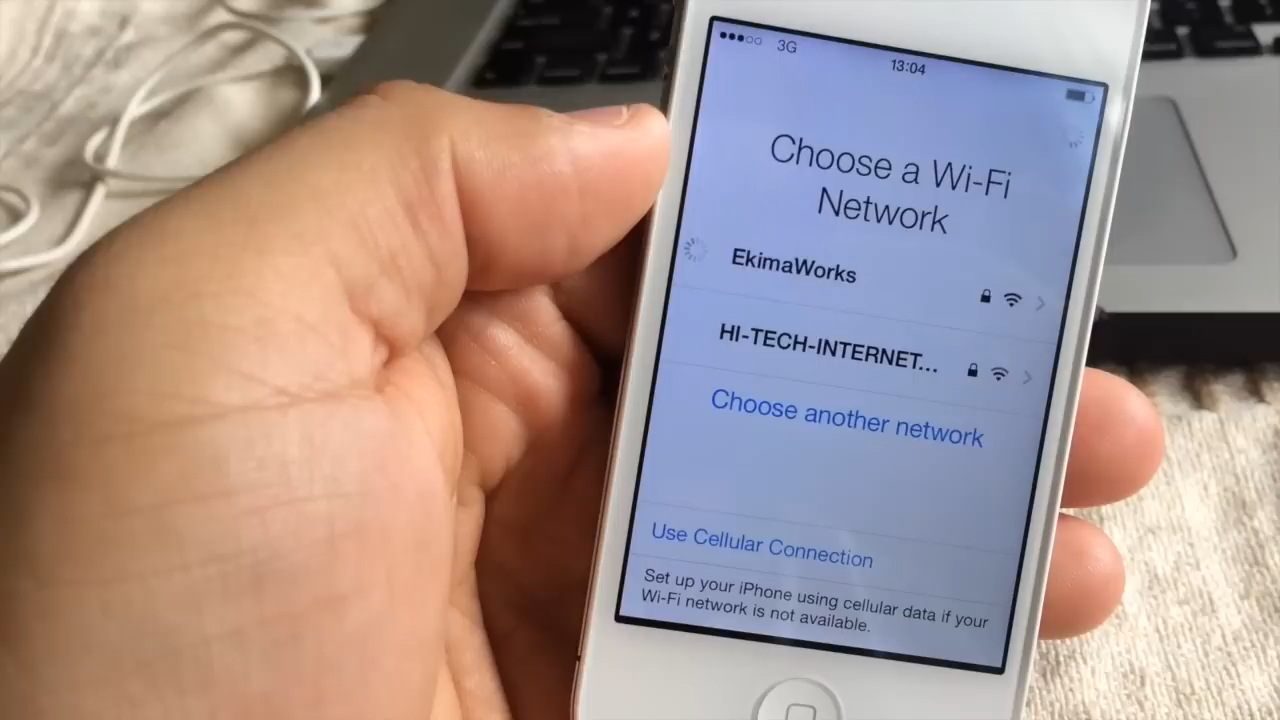 3G
13:04
Choose a Wi-Fi
Network
EkimaWorks
HI-TECH-INTERNET...
Choose another network
Use Cellular Connection
Set up your iPhone using cellular data if your
Wi-Fi network is not available.